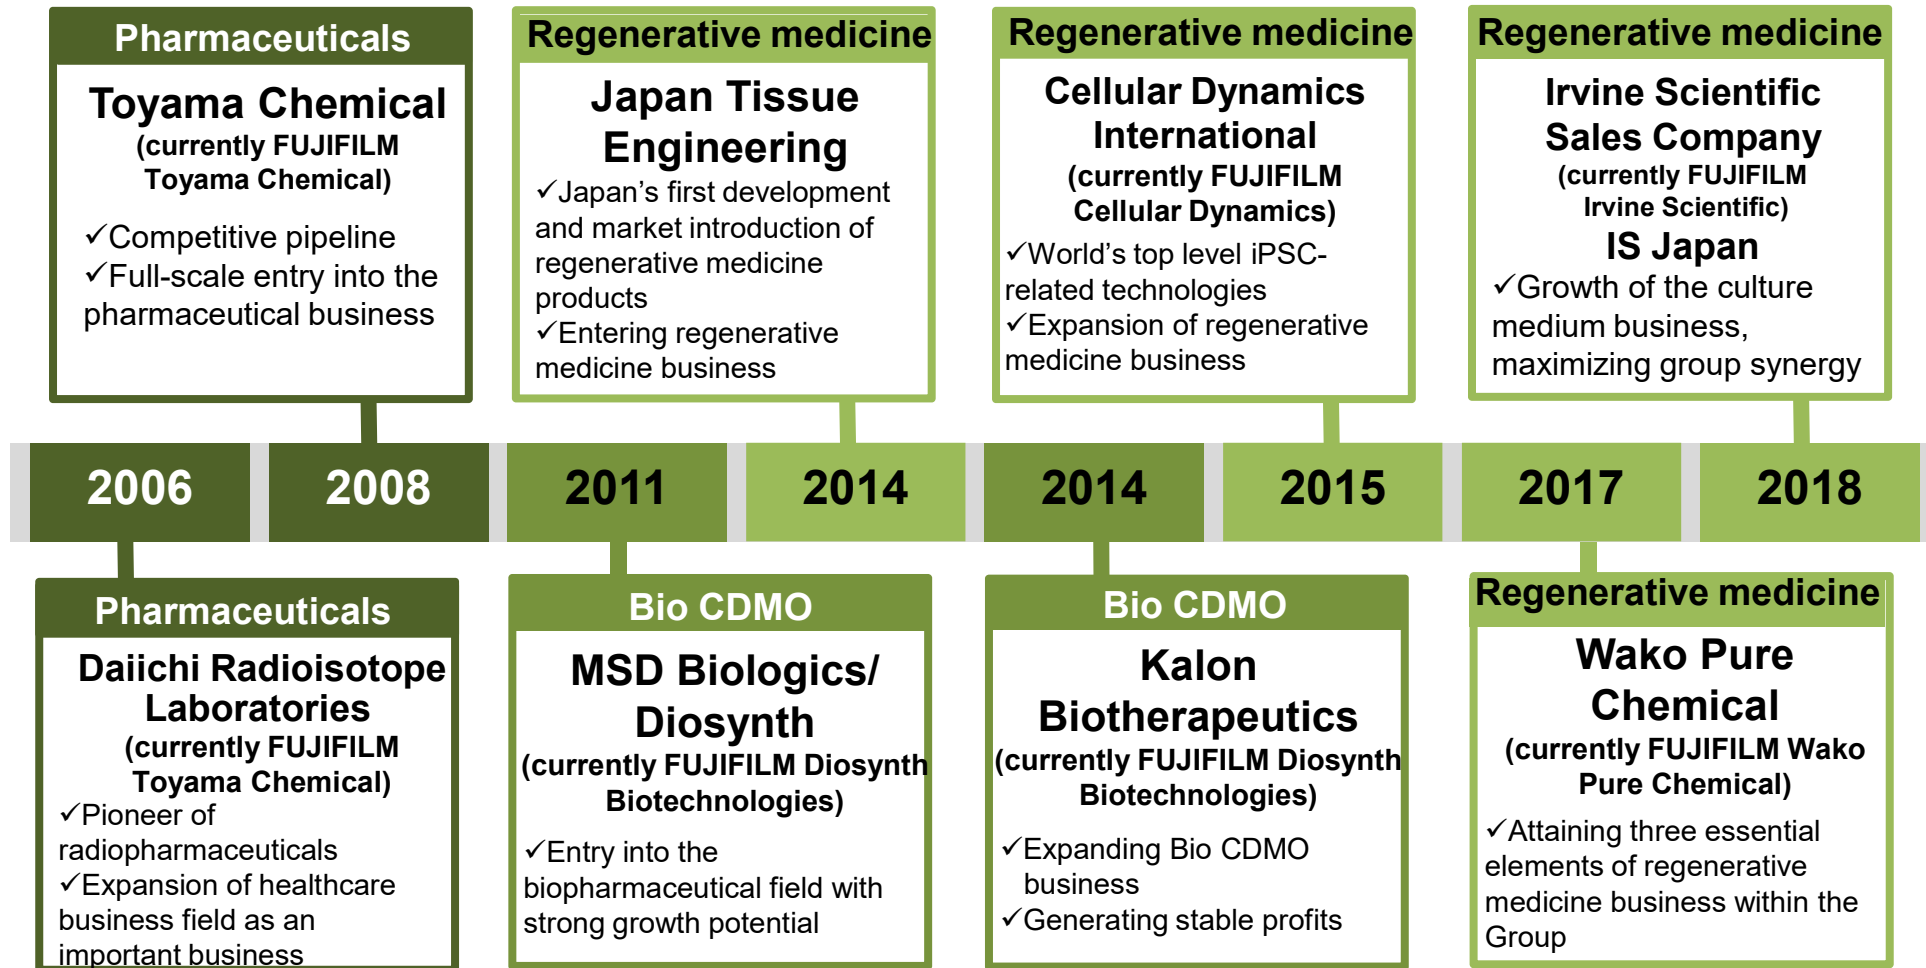 Pharmaceuticals
Toyama Chemical
(currently FUJIFILM
Toyama Chemical)
✓Competitive pipeline
✓Full-scale entry into the
pharmaceutical business
Regenerative medicine
Japan Tissue
Engineering
✓Japan’s first development
and market introduction of
regenerative medicine
products
✓Entering regenerative
medicine business
Regenerative medicine
Cellular Dynamics
International
(currently FUJIFILM
Cellular Dynamics)
✓World’s top level iPSC-
related technologies
✓Expansion of regenerative
medicine business
Regenerative medicine
Irvine Scientific
Sales Company
(currently FUJIFILM
Irvine Scientific)
IS Japan
✓Growth of the culture
medium business,
maximizing group synergy
2006
2008
2011
2014
2014
2015
2017
2018
Pharmaceuticals
Daiichi Radioisotope
Laboratories
(currently FUJIFILM
Toyama Chemical)
✓Pioneer of
radiopharmaceuticals
✓Expansion of healthcare
business field as an
important business
Bio CDMO
MSD Biologics/
Diosynth
(currently FUJIFILM Diosynth
Biotechnologies)
✓Entry into the
biopharmaceutical field with
strong growth potential
Bio CDMO
Kalon
Biotherapeutics
(currently FUJIFILM Diosynth
Biotechnologies)
✓Expanding Bio CDMO
business
✓Generating stable profits
Regenerative medicine
Wako Pure
Chemical
(currently FUJIFILM Wako
Pure Chemical)
✓Attaining three essential
elements of regenerative
medicine business within the
Group